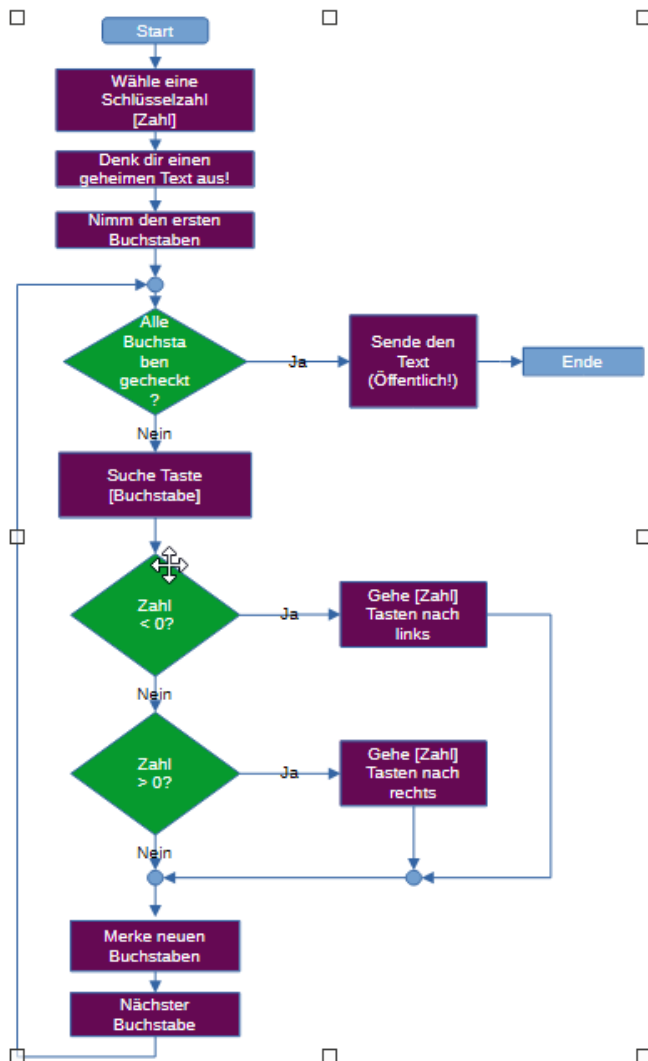 Start
Wähle eine
Schlüsselzahl
[Zahl]
Denk dir einen
geheimen Text aus!
Nimm den ersten
Buchstaben
Alle
Buchsta
ben
gecheckt
?
Ja
Sende den
Text
(Öffentlich!)
Ende
Nein
Suche Taste
[Buchstabe]
Zahl
< 0?
Ja
Gehe [Zahl]
Tasten nach
links
Nein
Zahl
> 0?
Ja
Gehe [Zahl]
Tasten nach
rechts
Nein
Merke neuen
Buchstaben
Nächster
Buchstabe